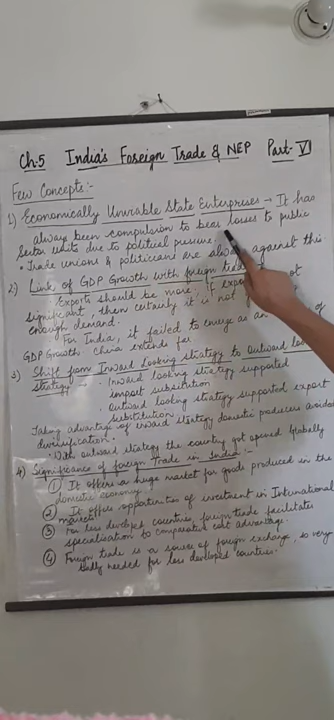 Ch:5 India's Foreign Trade & NEP Part-VI
Few Concepts:-
1) Economically Unviable State Enterprises → It has
always been compulsion to bear losses to public
Sector units due to political pressure.
• Trade unions & politicians are always against this.
2) Link of GDP Growth with foreign trade
Exports should be more, if exports not
significant, then certainly it is not
enough demand.
For India, it failed to emerge as an of
GDP Growth. China extends far.
3) Shift from Inward Looking strategy to Outward
strategy
- Inward looking strategy supported
import substitution
- Outward looking strategy supported export
substitution.
Taking advantage of inward strategy domestic producers avoided
diversification.
• With outward strategy the country got opened globally
4) Significance of foreign Trade in India:-
① It offers a huge market for goods produced in the
domestic economy.
② It offers opportunities of investment in International
market.
③ For less developed countries, foreign trade facilitates
specialisation to comparative cost advantage.
④ Foreign trade is a source of foreign exchange, so very
badly needed for less developed countries.